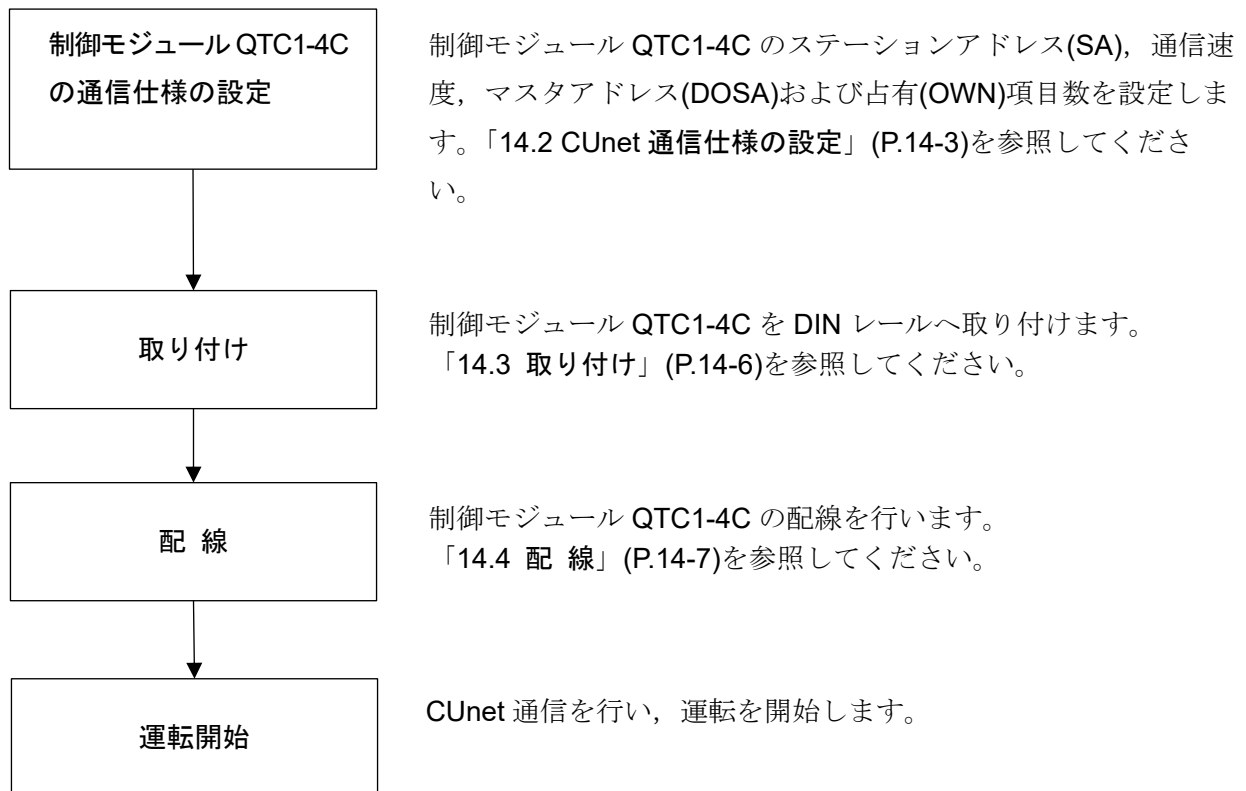 制御モジュール QTC1-4C
の通信仕様の設定
制御モジュール QTC1-4C のステーションアドレス(SA)，通信速
度，マスタアドレス(DOSA)および占有(OWN)項目数を設定しま
す。「14.2 CUnet 通信仕様の設定」(P.14-3)を参照してくださ
い。
取り付け
制御モジュール QTC1-4C を DIN レールへ取り付けます。
「14.3 取り付け」(P.14-6)を参照してください。
配 線
制御モジュール QTC1-4C の配線を行います。
「14.4 配 線」(P.14-7)を参照してください。
運転開始
CUnet 通信を行い，運転を開始します。